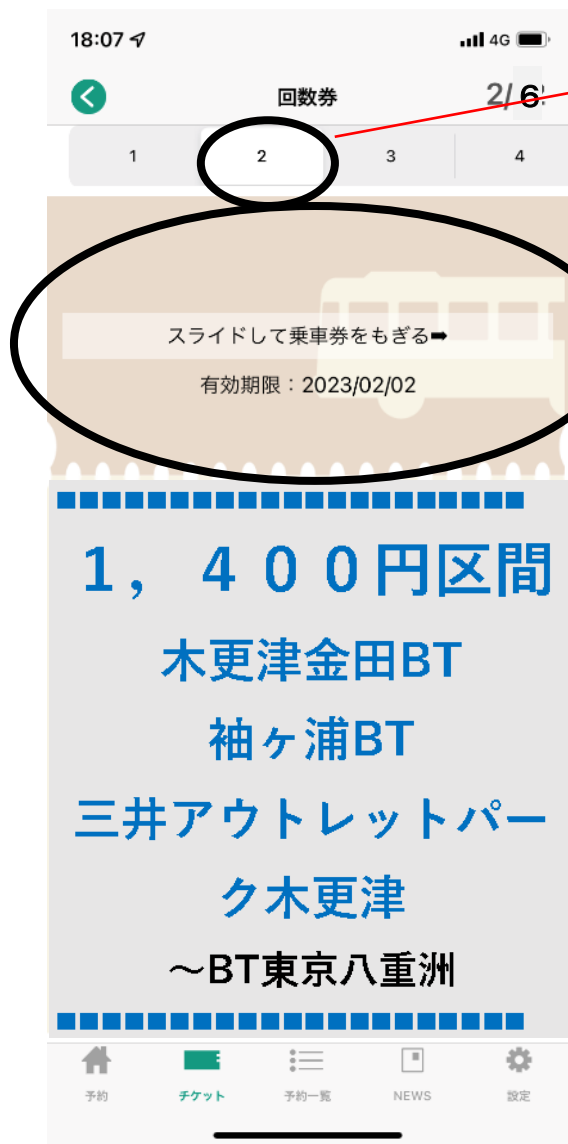 18:07
4G
回数券
2/ 6
1
2
3
4
スライドして乗車券をもぎる➡
有効期限：2023/02/02
1，４００円区間
木更津金田BT
袖ヶ浦BT
三井アウトレットパー
ク木更津
～BT東京八重洲
予約
チケット
予約一覧
NEWS
設定